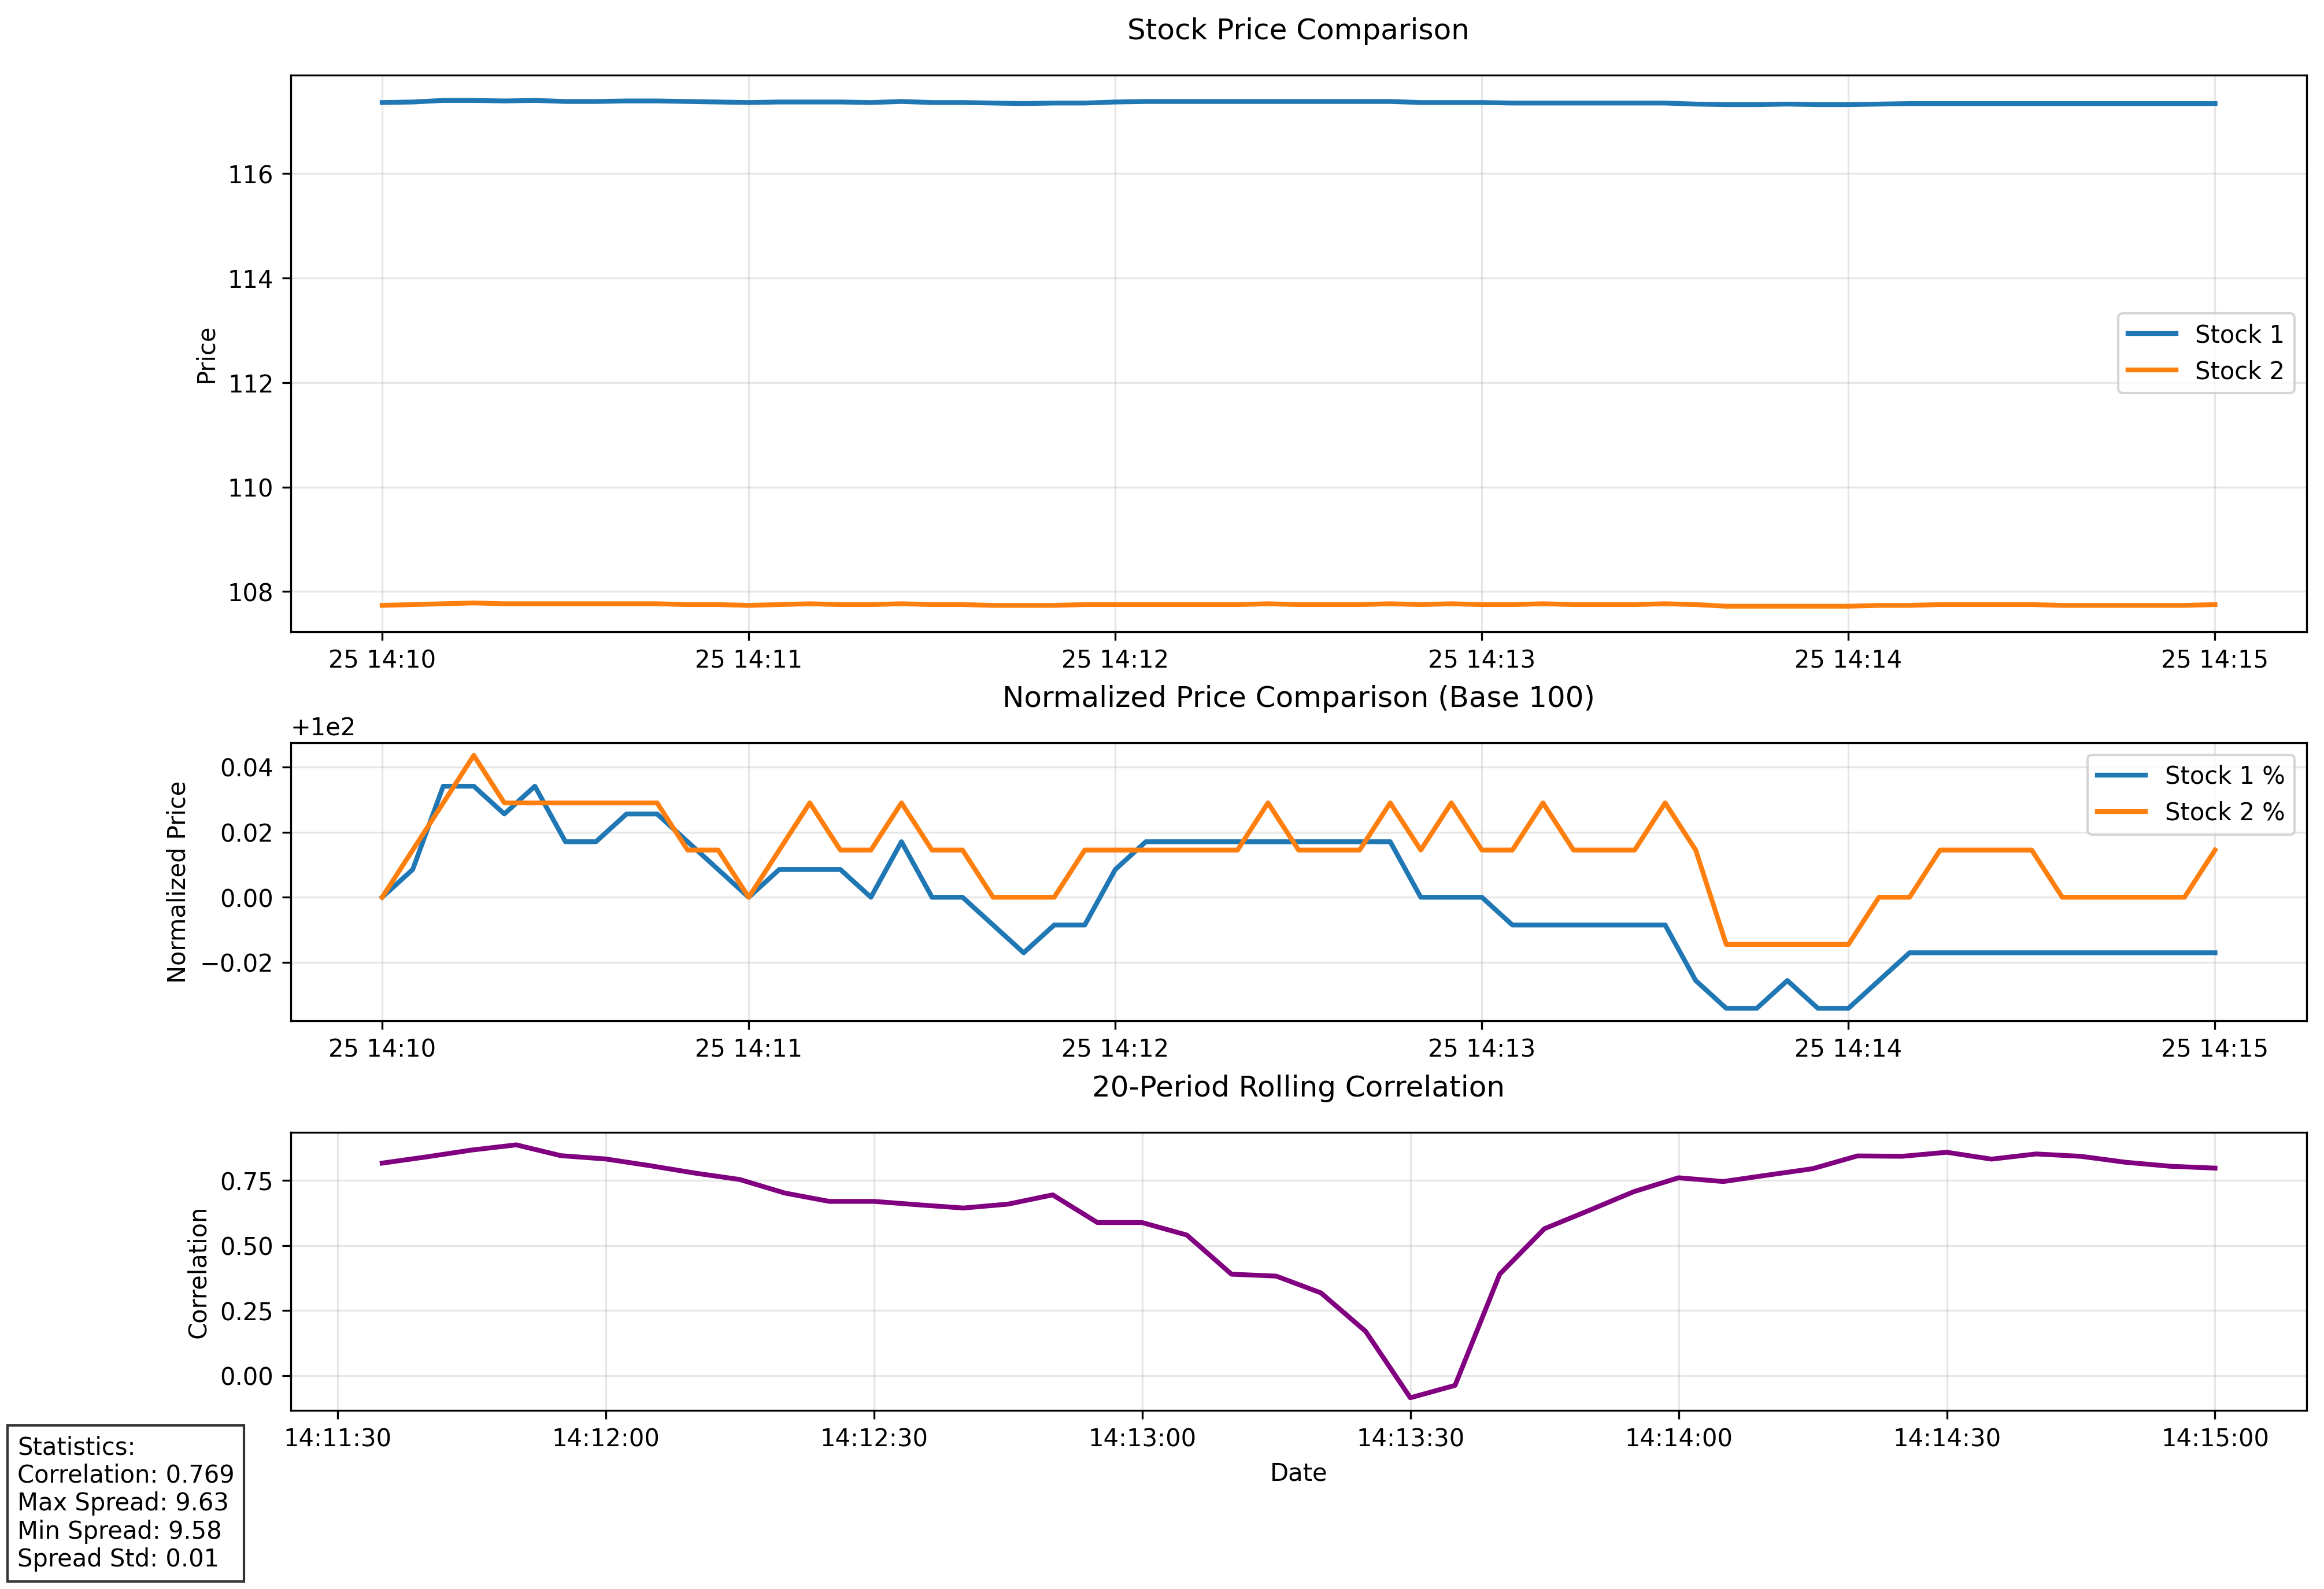 Stock Price Comparison
Price
116
114
112
110
108
Stock 1
Stock 2
25 14:10
25 14:11
25 14:12
25 14:13
25 14:14
25 14:15
Normalized Price Comparison (Base 100)
+1e2
Normalized Price
0.04
0.02
0.00
−0.02
Stock 1 %
Stock 2 %
25 14:10
25 14:11
25 14:12
25 14:13
25 14:14
25 14:15
20-Period Rolling Correlation
Correlation
0.75
0.50
0.25
0.00
14:11:30
14:12:00
14:12:30
14:13:00
14:13:30
14:14:00
14:14:30
14:15:00
Date
Statistics:
Correlation: 0.769
Max Spread: 9.63
Min Spread: 9.58
Spread Std: 0.01